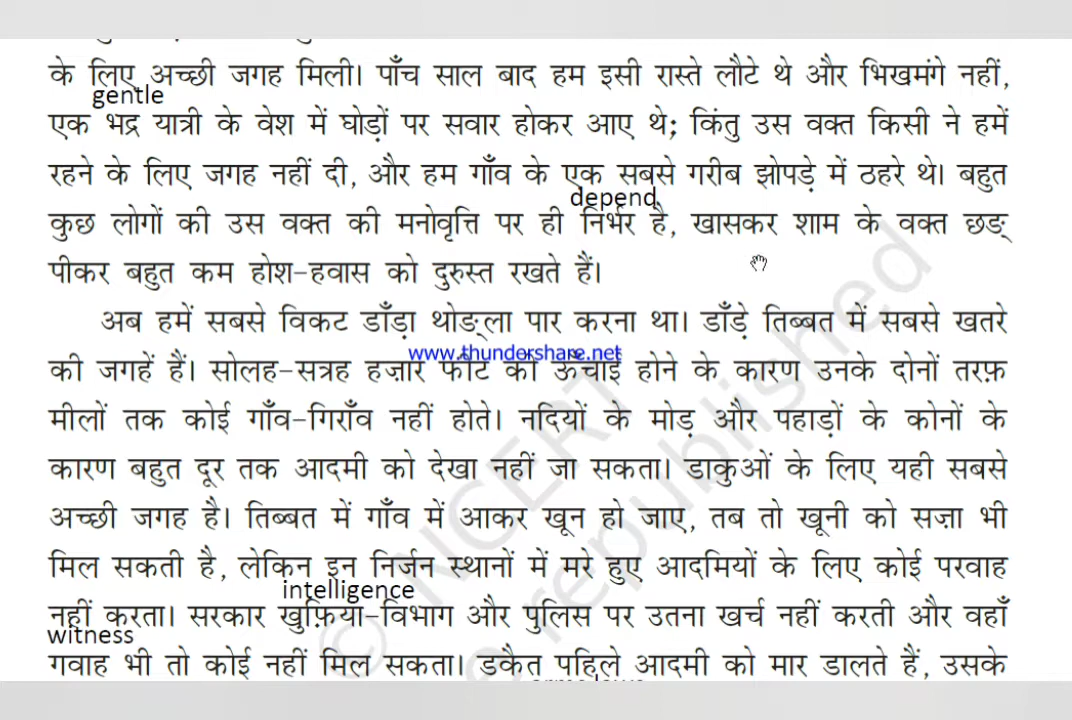 के लिए अच्छी जगह मिली। पाँच साल बाद हम इसी रास्ते लौटे थे और भिखमंगे नहीं,
gentle
एक भद्र यात्री के वेश में घोड़ों पर सवार होकर आए थे; किंतु उस वक्त किसी ने हमें
रहने के लिए जगह नहीं दी, और हम गाँव के एक सबसे गरीब झोपड़े में ठहरे थे। बहुत
depend
कुछ लोगों की उस वक्त की मनोवृत्ति पर ही निर्भर है, खासकर शाम के वक्त छङ्
पीकर बहुत कम होश-हवास को दुरुस्त रखते हैं।
अब हमें सबसे विकट डाँड़ा थोङ्ला पार करना था। डाँड़े तिब्बत में सबसे खतरे
www.thundershare.net
की जगहें हैं। सोलह-सत्रह हज़ार फीट की ऊँचाई होने के कारण उनके दोनों तरफ़
मीलों तक कोई गाँव-गिराँव नहीं होते। नदियों के मोड़ और पहाड़ों के कोनों के
कारण बहुत दूर तक आदमी को देखा नहीं जा सकता। डाकुओं के लिए यही सबसे
अच्छी जगह है। तिब्बत में गाँव में आकर खून हो जाए, तब तो खूनी को सज़ा भी
मिल सकती है, लेकिन इन निर्जन स्थानों में मरे हुए आदमियों के लिए कोई परवाह
intelligence
नहीं करता। सरकार खुफ़िया-विभाग और पुलिस पर उतना खर्च नहीं करती और वहाँ
witness
गवाह भी तो कोई नहीं मिल सकता। डकैत पहिले आदमी को मार डालते हैं, उसके
© NCERT
republished